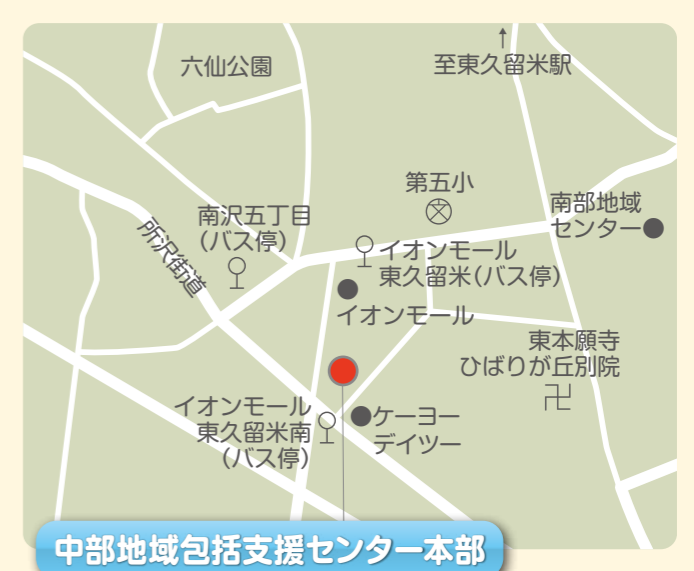 六仙公園
至東久留米駅
第五小
南部地域
センター
南沢五丁目
(バス停)
所沢街道
イオンモール
東久留米(バス停)
イオンモール
東本願寺
ひばりが丘別院
イオンモール
東久留米南
(バス停)
ケーヨー
デイツー
中部地域包括支援センター本部